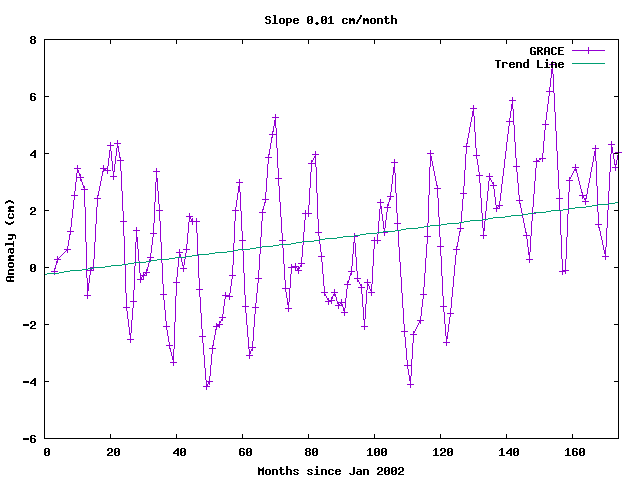 Slope 0.01 cm/month
GRACE
Trend Line
8
6
4
2
0
-2
-4
-6
Anomaly (cm)
0 20 40 60 80 100 120 140 160
Months since Jan 2002